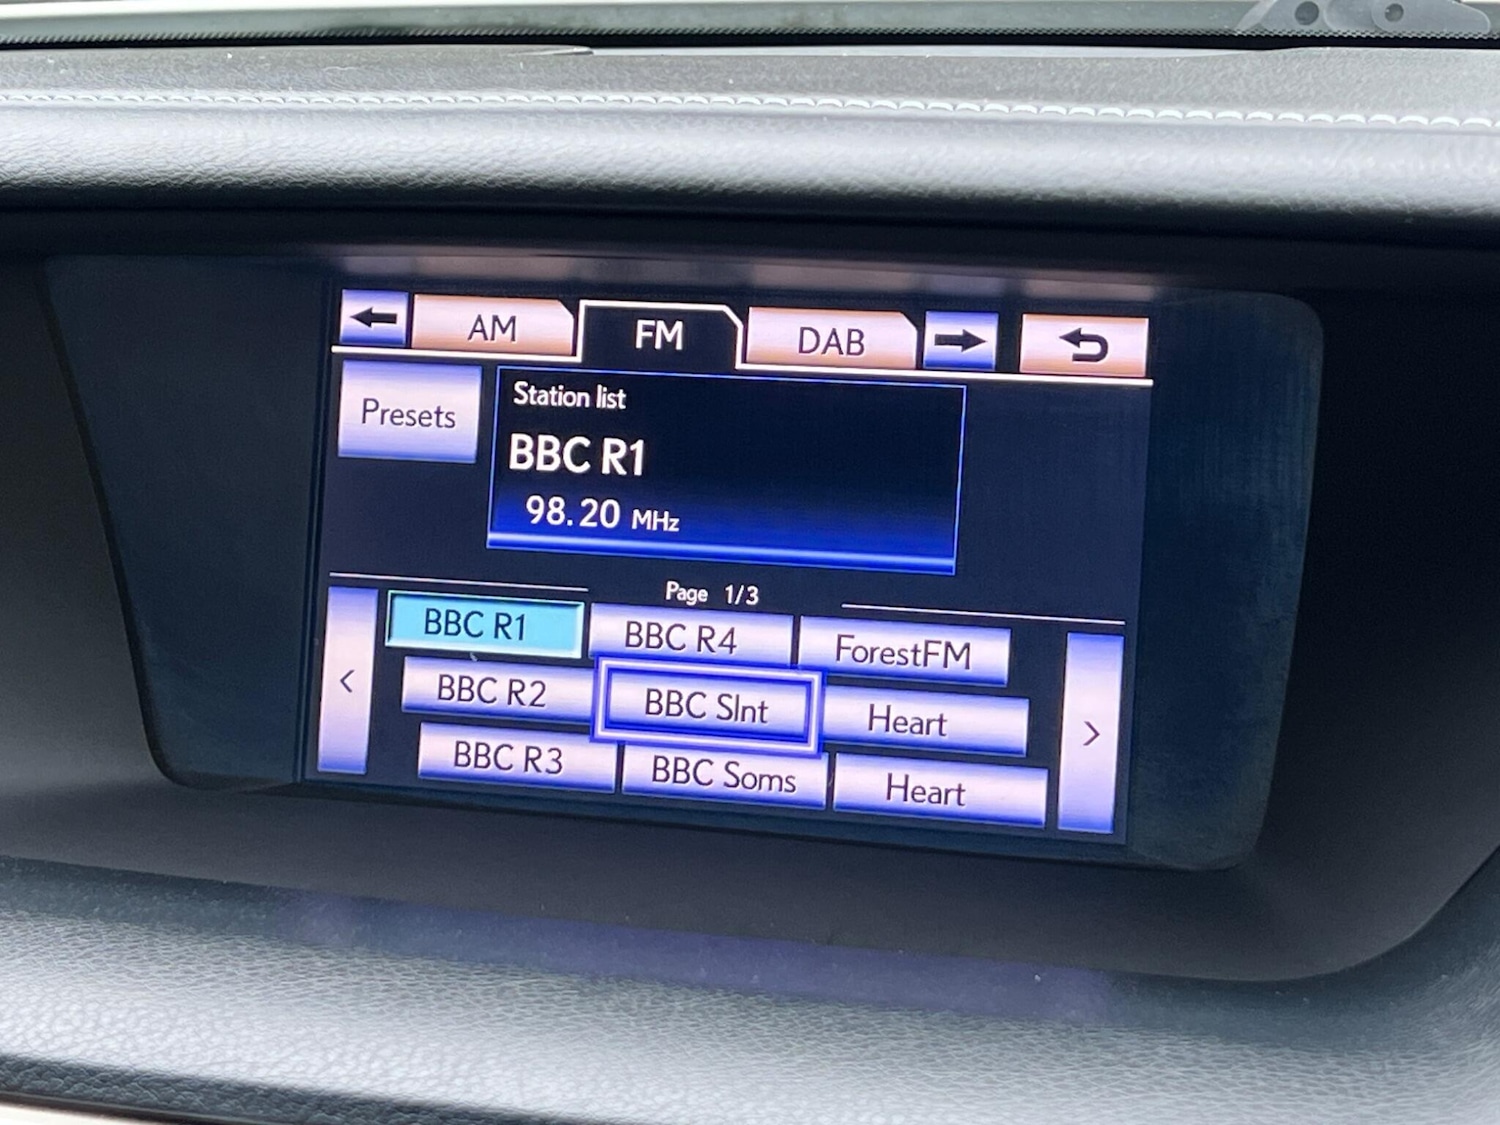 AM FM DAB
Presets
Station list
BBC R1
98.20 MHz
Page 1/3
BBC R1 BBC R4 ForestFM
BBC R2 BBC Slnt Heart
BBC R3 BBC Soms Heart